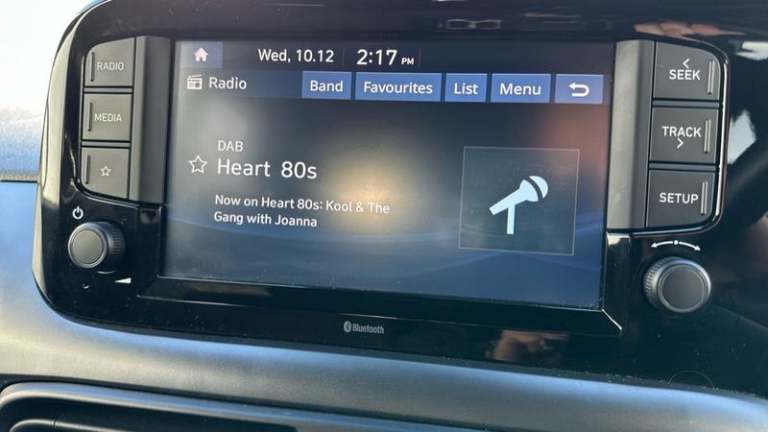 RADIO
MEDIA
Wed, 10.12 2:17 PM
Radio Band Favourites List Menu
DAB
Heart 80s
Now on Heart 80s: Kool & The
Gang with Joanna
< SEEK
TRACK >
SETUP
Bluetooth